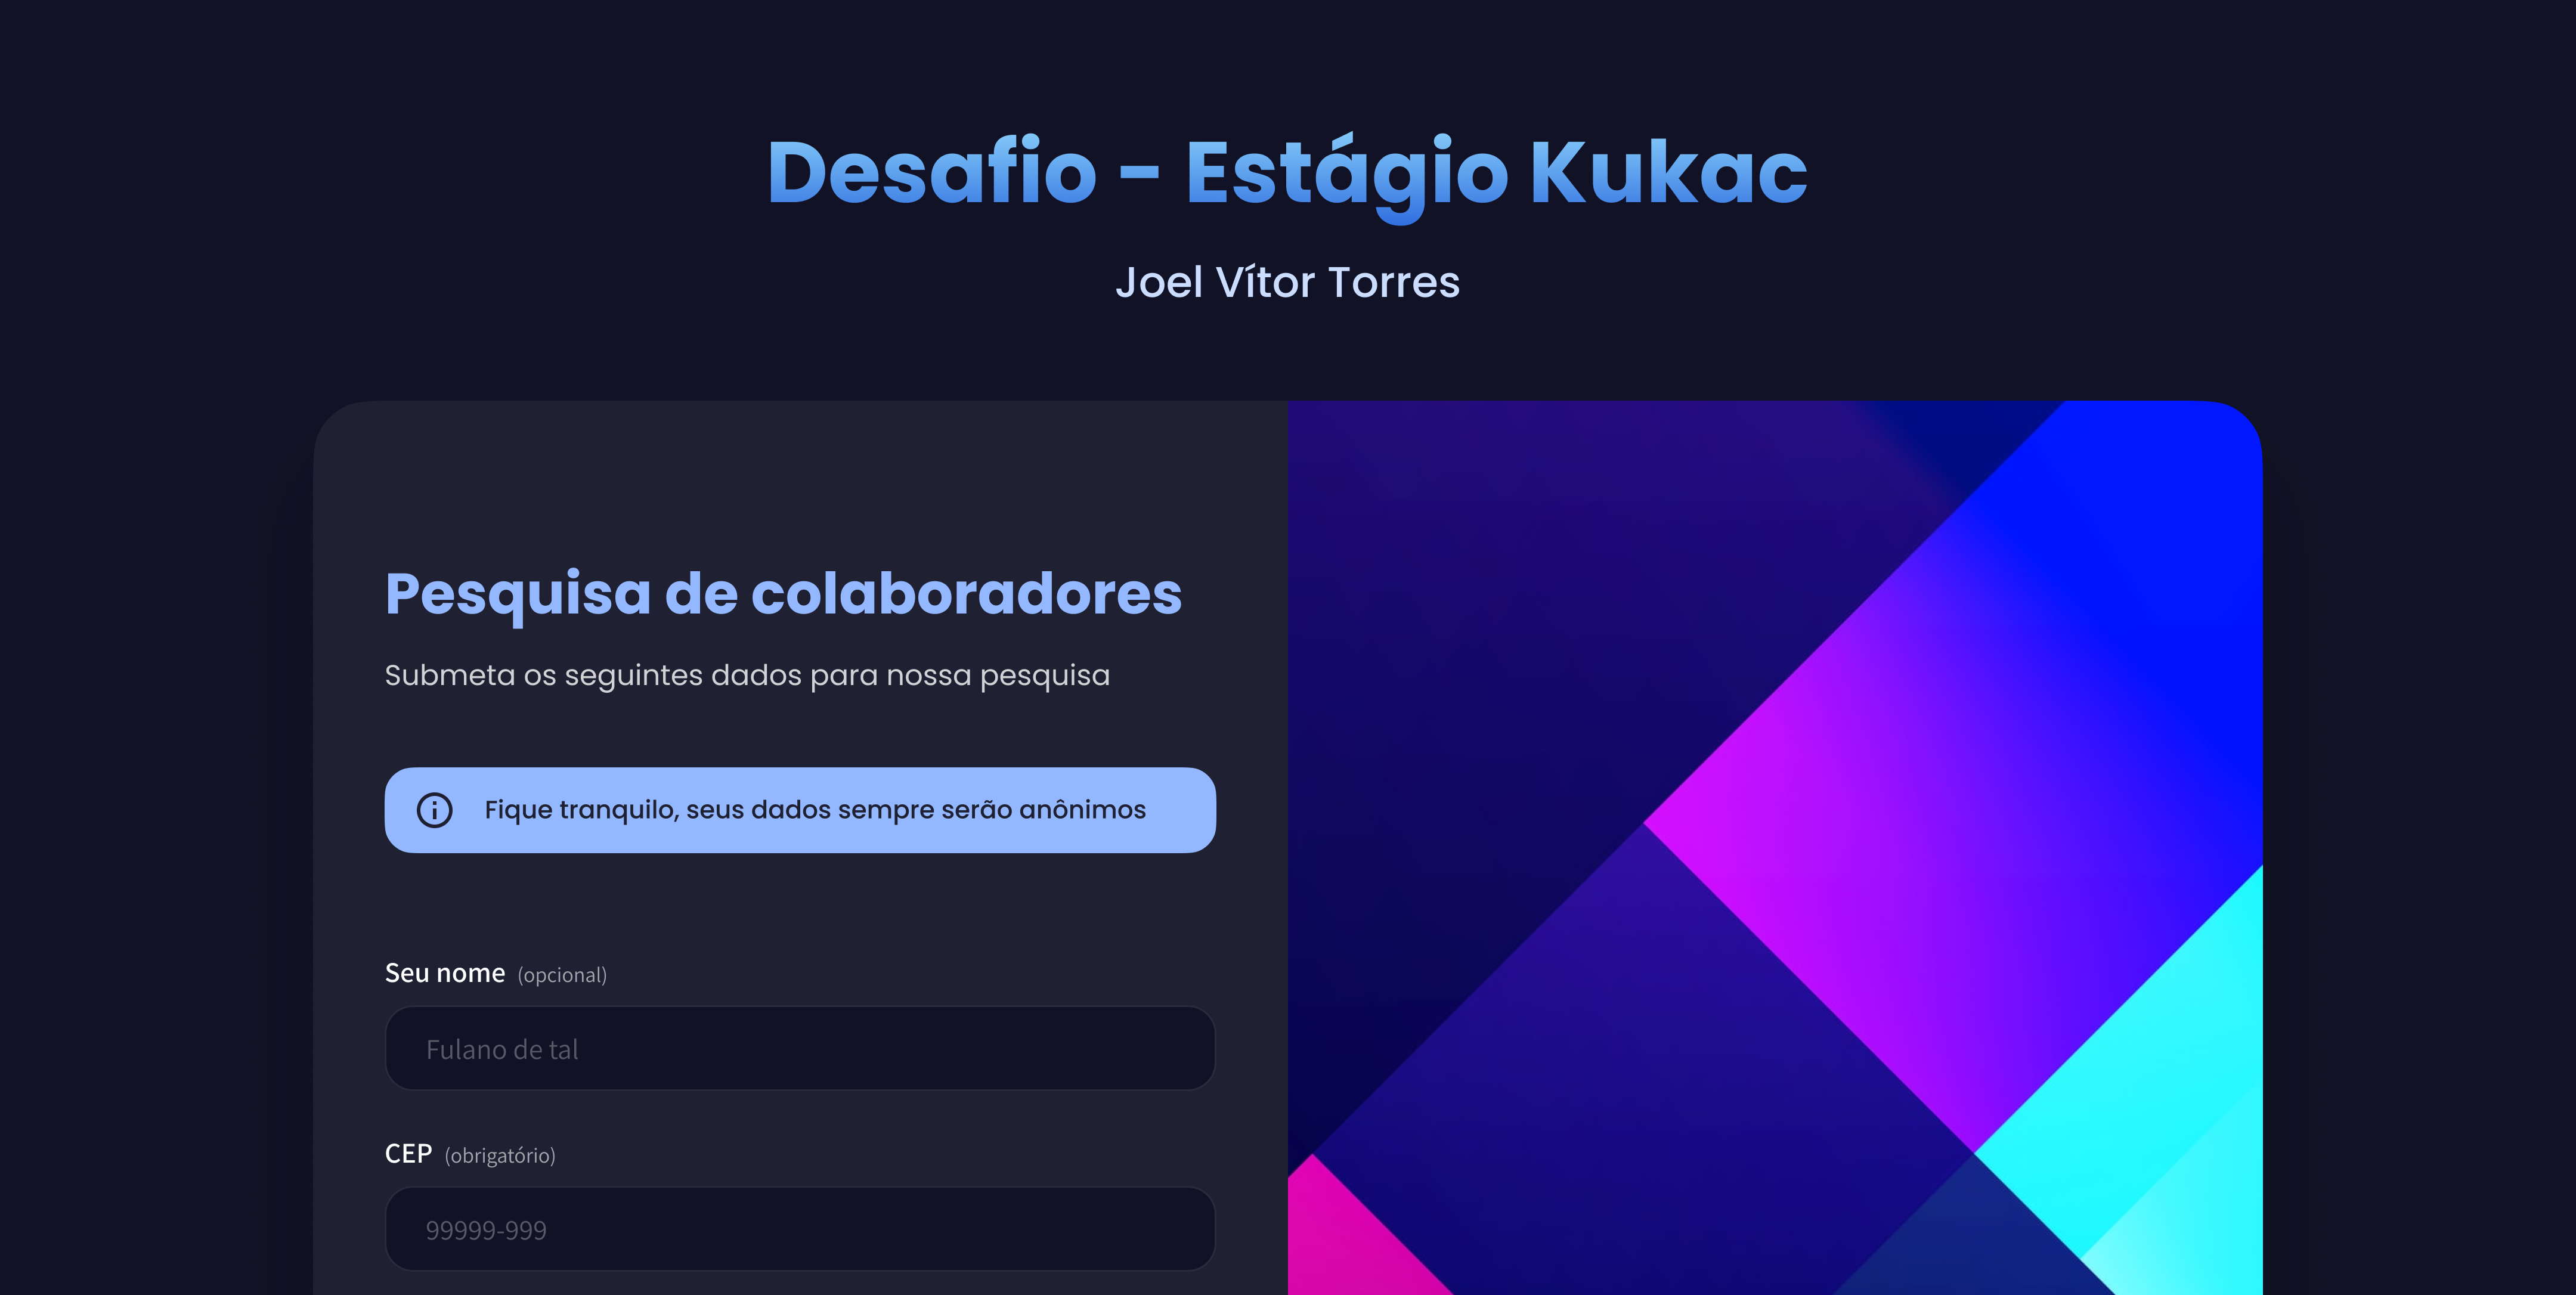 Desafio - Estágio Kukac
Joel Vítor Torres
Pesquisa de colaboradores
Submeta os seguintes dados para nossa pesquisa
Fique tranquilo, seus dados sempre serão anônimos
Seu nome (opcional)
Fulano de tal
CEP (obrigatório)
99999-999